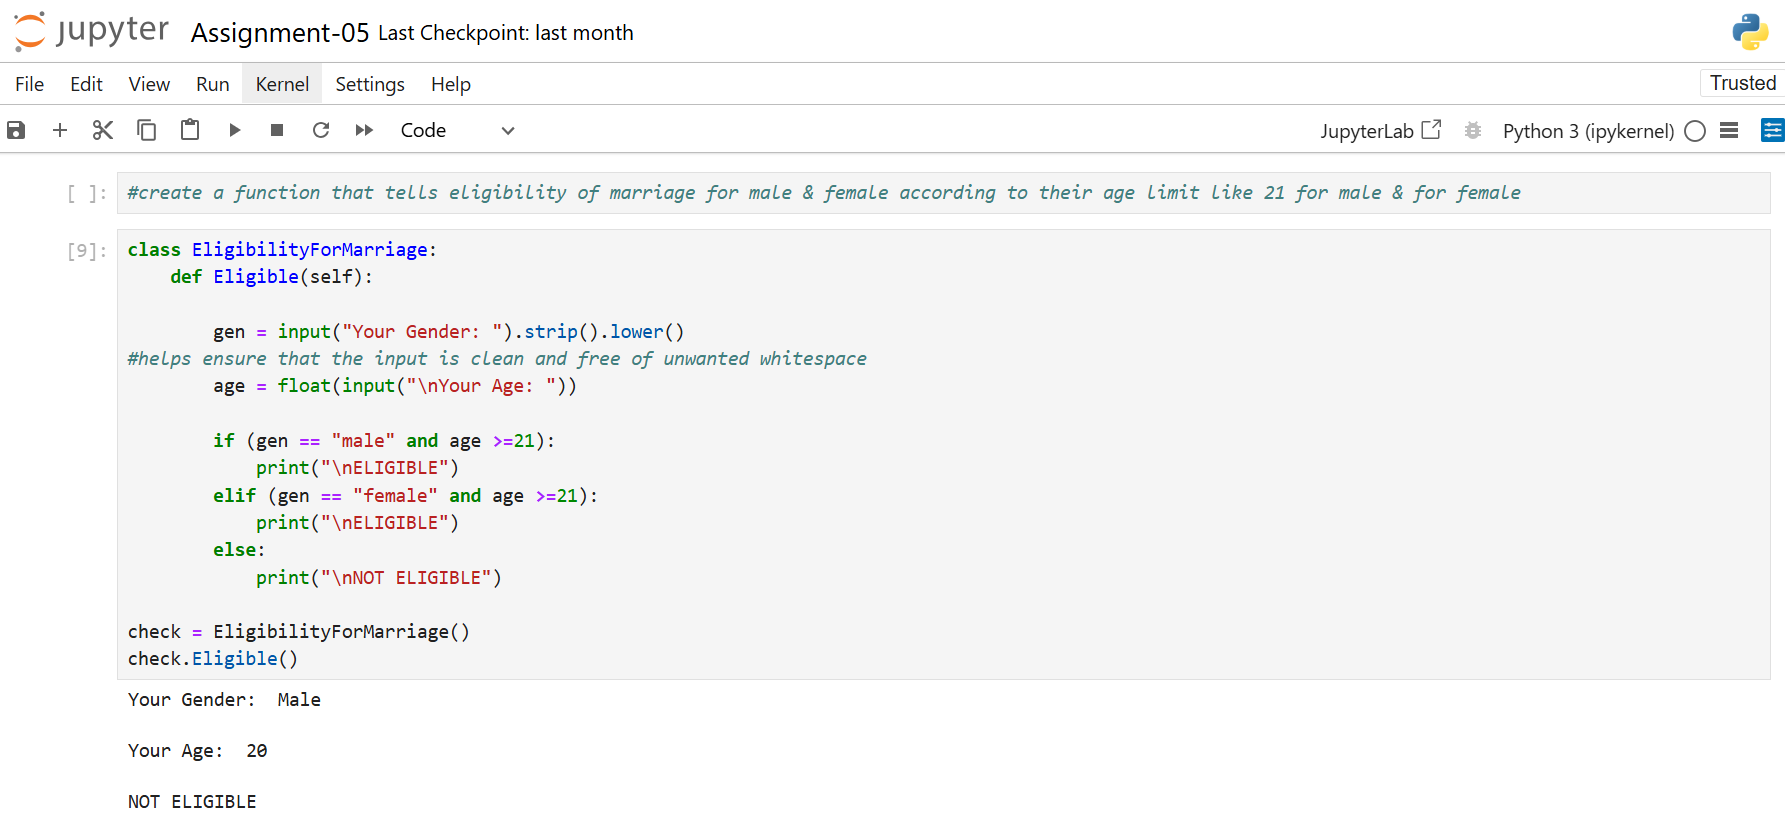 jupyter Assignment-05 Last Checkpoint: last month
File Edit View Run Kernel Settings Help Trusted
Code JupyterLab Python 3 (ipykernel)
[ ]: #create a function that tells eligibility of marriage for male & female according to their age limit like 21 for male & for female
[9]: class EligibilityForMarriage:
    def Eligible(self):

        gen = input("Your Gender: ").strip().lower()
#helps ensure that the input is clean and free of unwanted whitespace
        age = float(input("\nYour Age: "))

        if (gen == "male" and age >=21):
            print("\nELIGIBLE")
        elif (gen == "female" and age >=21):
            print("\nELIGIBLE")
        else:
            print("\nNOT ELIGIBLE")

check = EligibilityForMarriage()
check.Eligible()
Your Gender:  Male
Your Age:  20
NOT ELIGIBLE